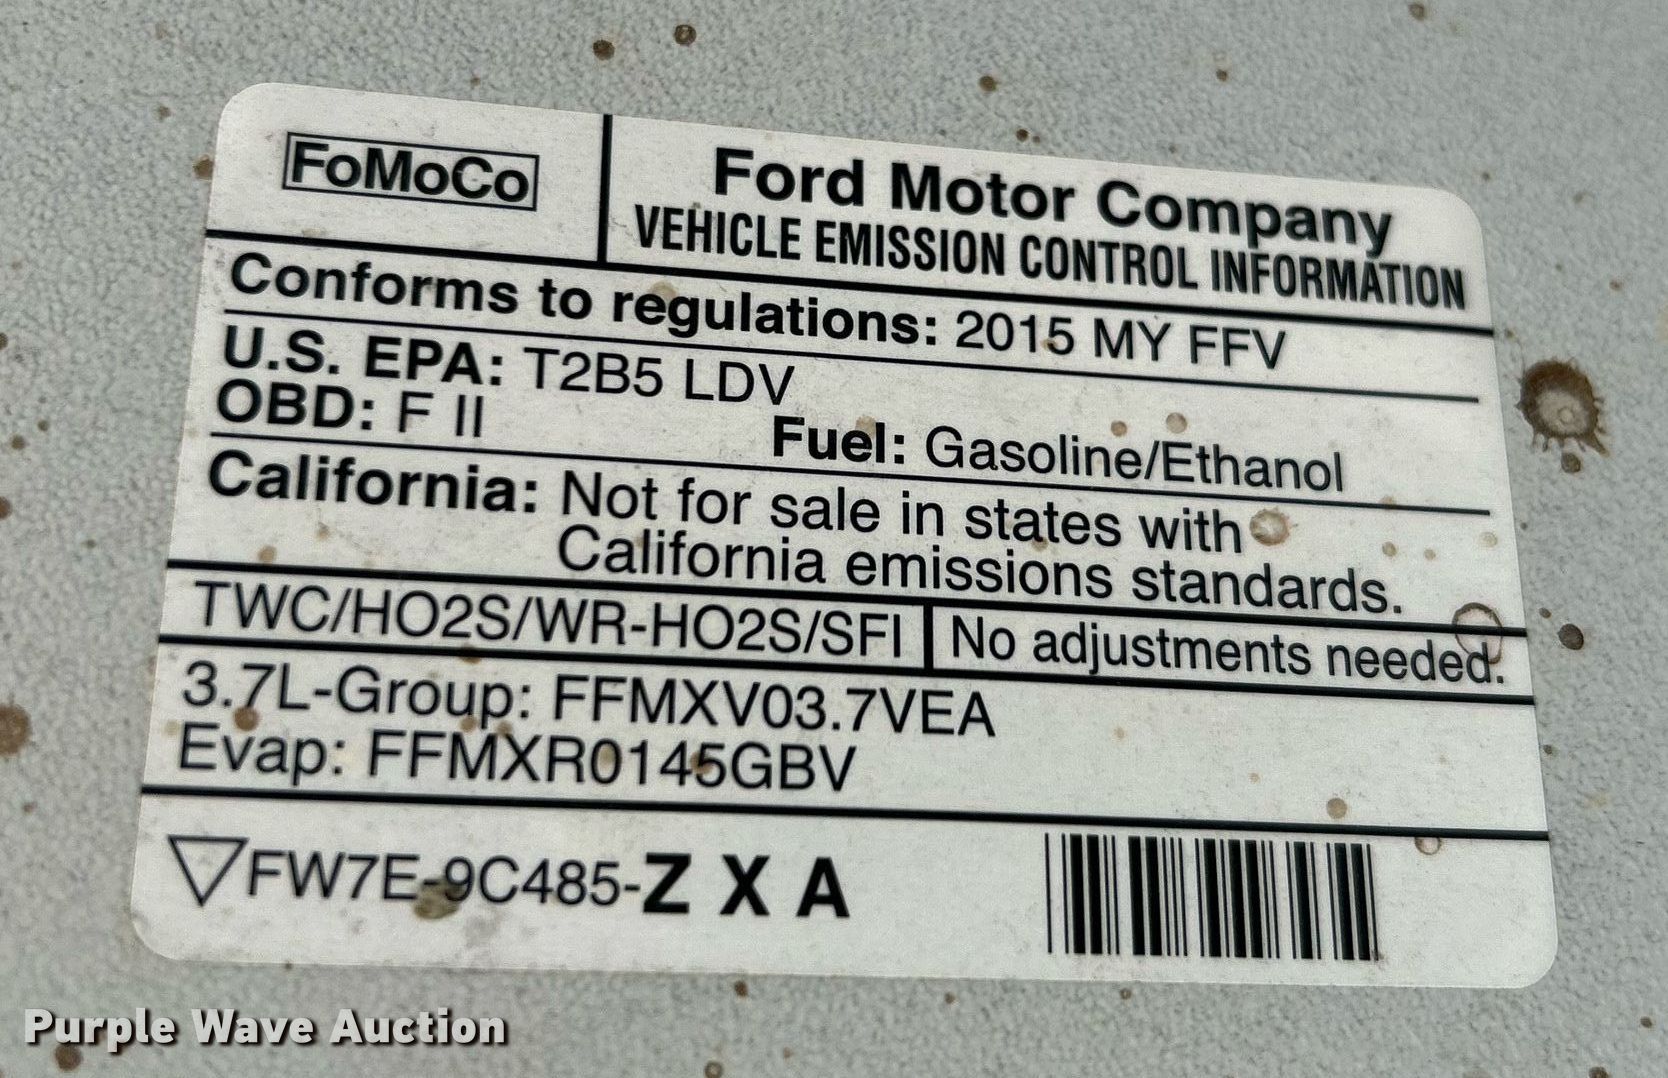 FoMoCo
Ford Motor Company
VEHICLE EMISSION CONTROL INFORMATION
Conforms to regulations: 2015 MY FFV
U.S. EPA: T2B5 LDV
OBD: F II
Fuel: Gasoline/Ethanol
California: Not for sale in states with
California emissions standards.
TWC/HO2S/WR-HO2S/SFI
No adjustments needed.
3.7L-Group: FFMXV03.7VEA
Evap: FFMXR0145GBV
FW7E-9C485-Z X A
Purple Wave Auction